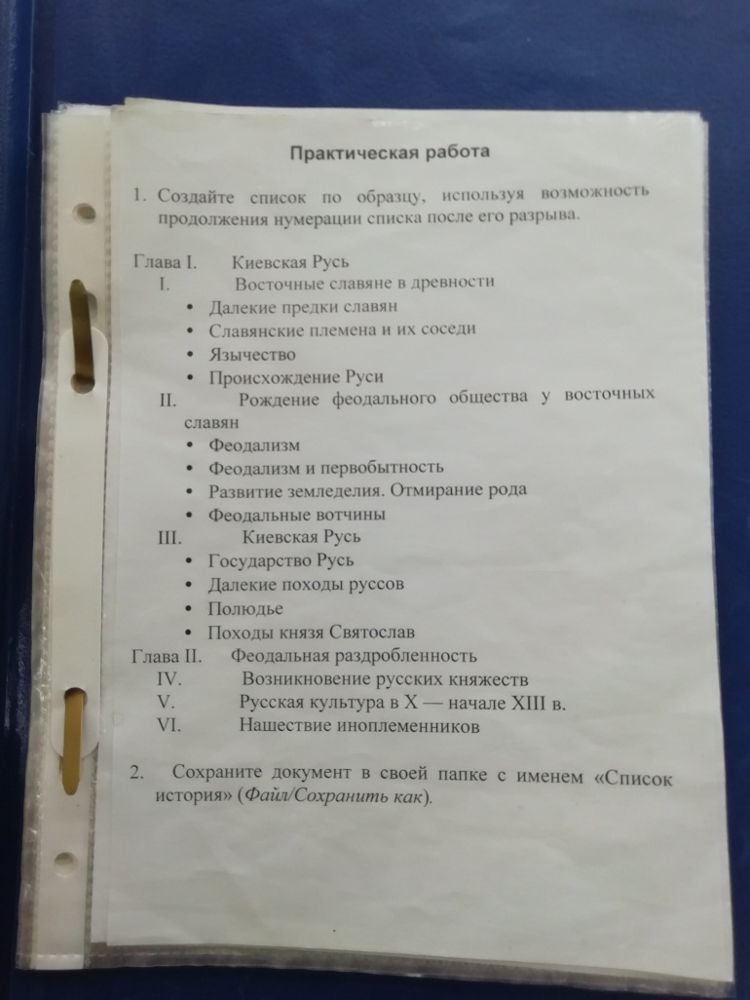 Практическая работа
1. Создайте список по образцу, используя возможность
продолжения нумерации списка после его разрыва.
Глава I. Киевская Русь
I. Восточные славяне в древности
• Далекие предки славян
• Славянские племена и их соседи
• Язычество
• Происхождение Руси
II. Рождение феодального общества у восточных
славян
• Феодализм
• Феодализм и первобытность
• Развитие земледелия. Отмирание рода
• Феодальные вотчины
III. Киевская Русь
• Государство Русь
• Далекие походы руссов
• Полюдье
• Походы князя Святослав
Глава II. Феодальная раздробленность
IV. Возникновение русских княжеств
V. Русская культура в X — начале XIII в.
VI. Нашествие иноплеменников
2. Сохраните документ в своей папке с именем «Список
история» (Файл/Сохранить как).